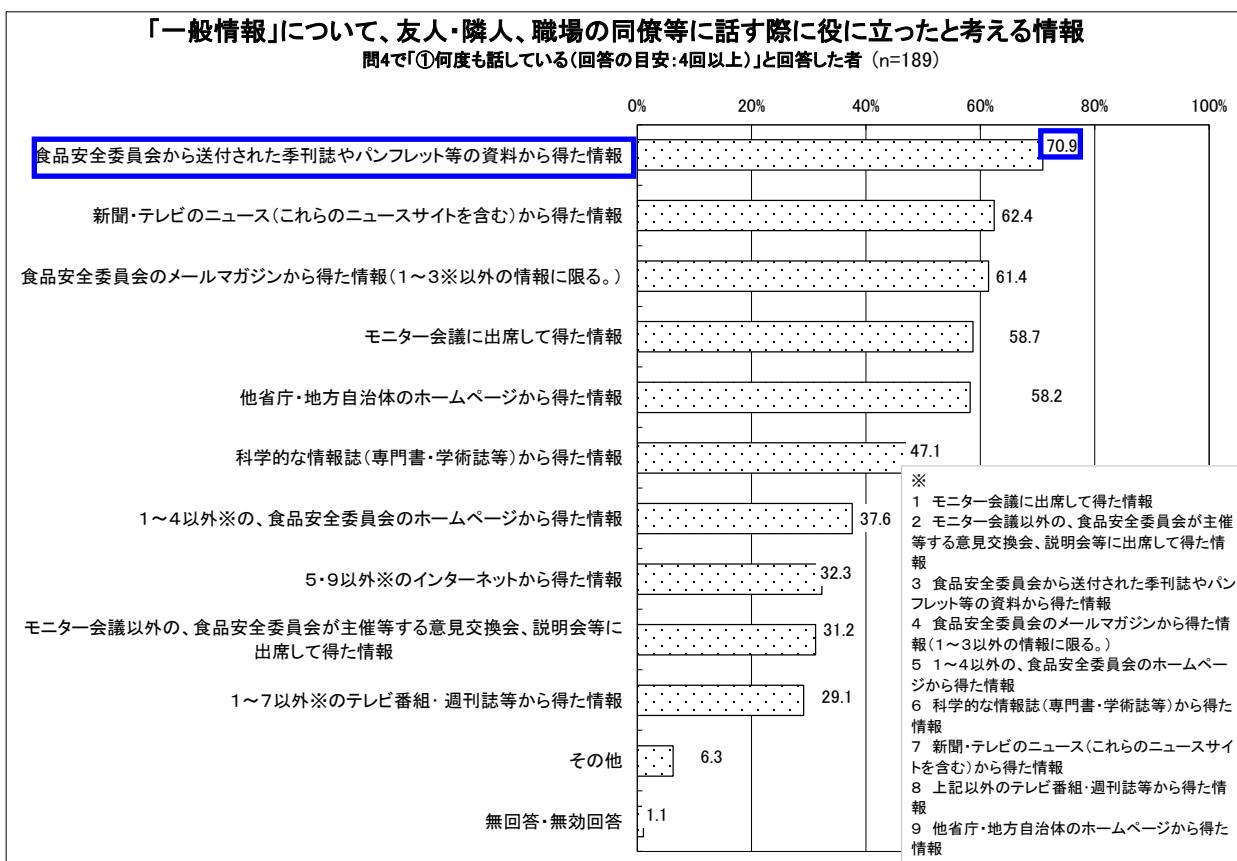 「一般情報」について、友人・隣人、職場の同僚等に話す際に役に立ったと考える情報
問4で「①何度も話している(回答の目安:4回以上)」と回答した者 (n=189)
0% 20% 40% 60% 80% 100%
食品安全委員会から送付された季刊誌やパンフレット等の資料から得た情報 70.9
新聞・テレビのニュース(これらのニュースサイトを含む)から得た情報 62.4
食品安全委員会のメールマガジンから得た情報(1~3※以外の情報に限る。) 61.4
モニター会議に出席して得た情報 58.7
他省庁・地方自治体のホームページから得た情報 58.2
科学的な情報誌(専門書・学術誌等)から得た情報 47.1
1~4以外※の、食品安全委員会のホームページから得た情報 37.6
5・9以外※のインターネットから得た情報 32.3
モニター会議以外の、食品安全委員会が主催等する意見交換会、説明会等に
出席して得た情報 31.2
1~7以外※のテレビ番組・週刊誌等から得た情報 29.1
その他 6.3
無回答・無効回答 1.1
※
1 モニター会議に出席して得た情報
2 モニター会議以外の、食品安全委員会が主催
等する意見交換会、説明会等に出席して得た情
報
3 食品安全委員会から送付された季刊誌やパン
フレット等の資料から得た情報
4 食品安全委員会のメールマガジンから得た情
報(1~3以外の情報に限る。)
5 1~4以外の、食品安全委員会のホームペー
ジから得た情報
6 科学的な情報誌(専門書・学術誌等)から得た
情報
7 新聞・テレビのニュース(これらのニュースサイ
トを含む)から得た情報
8 上記以外のテレビ番組・週刊誌等から得た情
報
9 他省庁・地方自治体のホームページから得た
情報